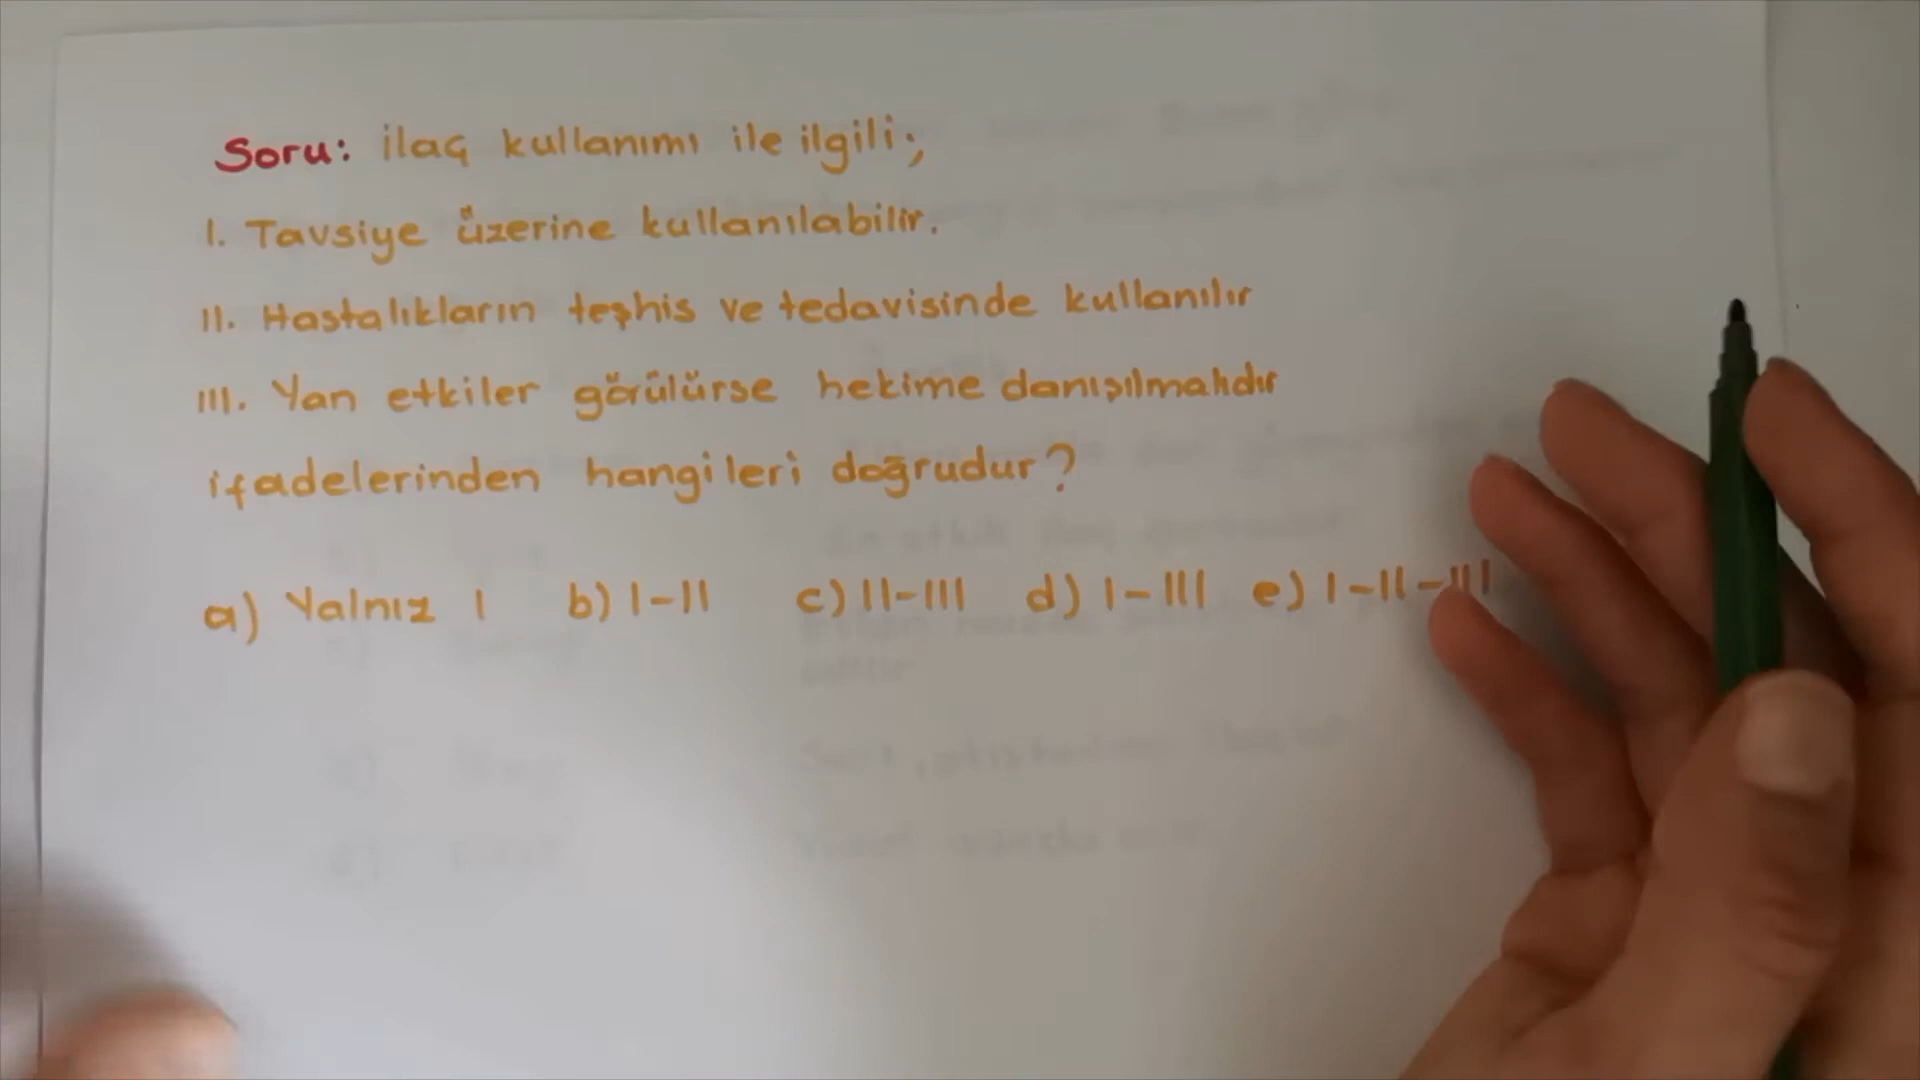 Soru: ilaç kullanımı ile ilgili;
I. Tavsiye üzerine kullanılabilir.
II. Hastalıkların teşhis ve tedavisinde kullanılır
III. Yan etkiler görülürse hekime danışılmalıdır
ifadelerinden hangileri doğrudur?
a) Yalnız I b) I-II c) II-III d) I-III e) I-II-III